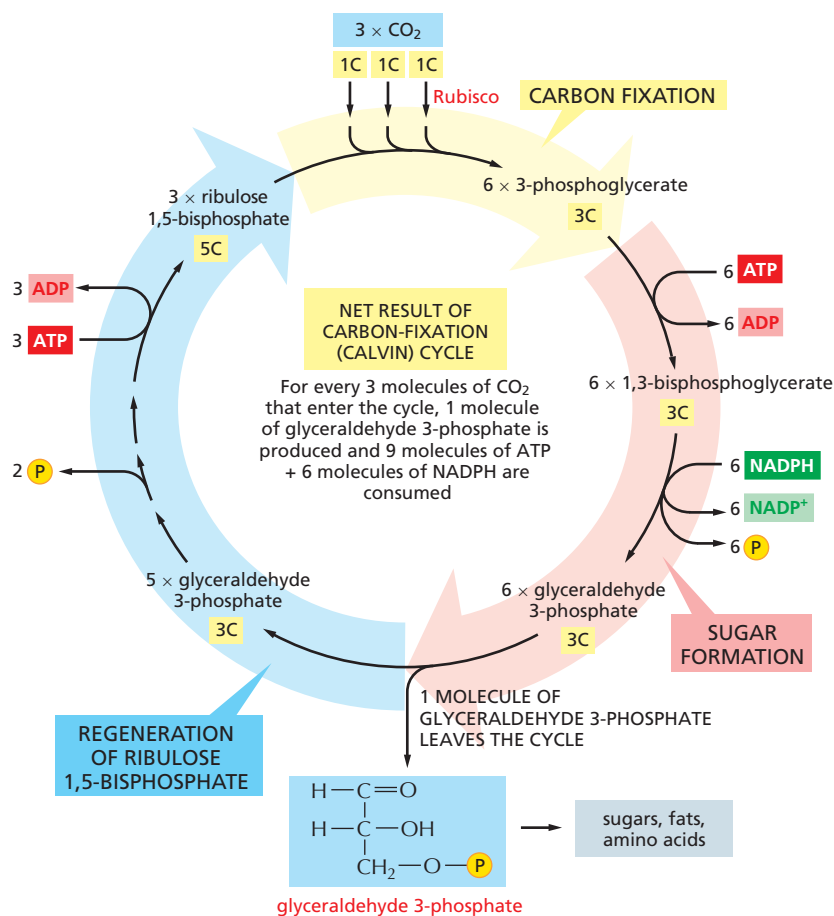 3 × CO₂
1C 1C 1C
Rubisco
CARBON FIXATION
6 × 3-phosphoglycerate
3C
3 × ribulose
1,5-bisphosphate
5C
6 ATP
6 ADP
3 ADP
3 ATP
NET RESULT OF
CARBON-FIXATION
(CALVIN) CYCLE
For every 3 molecules of CO₂
that enter the cycle, 1 molecule
of glyceraldehyde 3-phosphate is
produced and 9 molecules of ATP
+ 6 molecules of NADPH are
consumed
6 × 1,3-bisphosphoglycerate
3C
6 NADPH
6 NADP⁺
6 P
2 P
5 × glyceraldehyde
3-phosphate
3C
6 × glyceraldehyde
3-phosphate
3C
SUGAR
FORMATION
1 MOLECULE OF
GLYCERALDEHYDE 3-PHOSPHATE
LEAVES THE CYCLE
REGENERATION
OF RIBULOSE
1,5-BISPHOSPHATE
H—C=O
H—C—OH
CH₂—O—P
sugars, fats,
amino acids
glyceraldehyde 3-phosphate